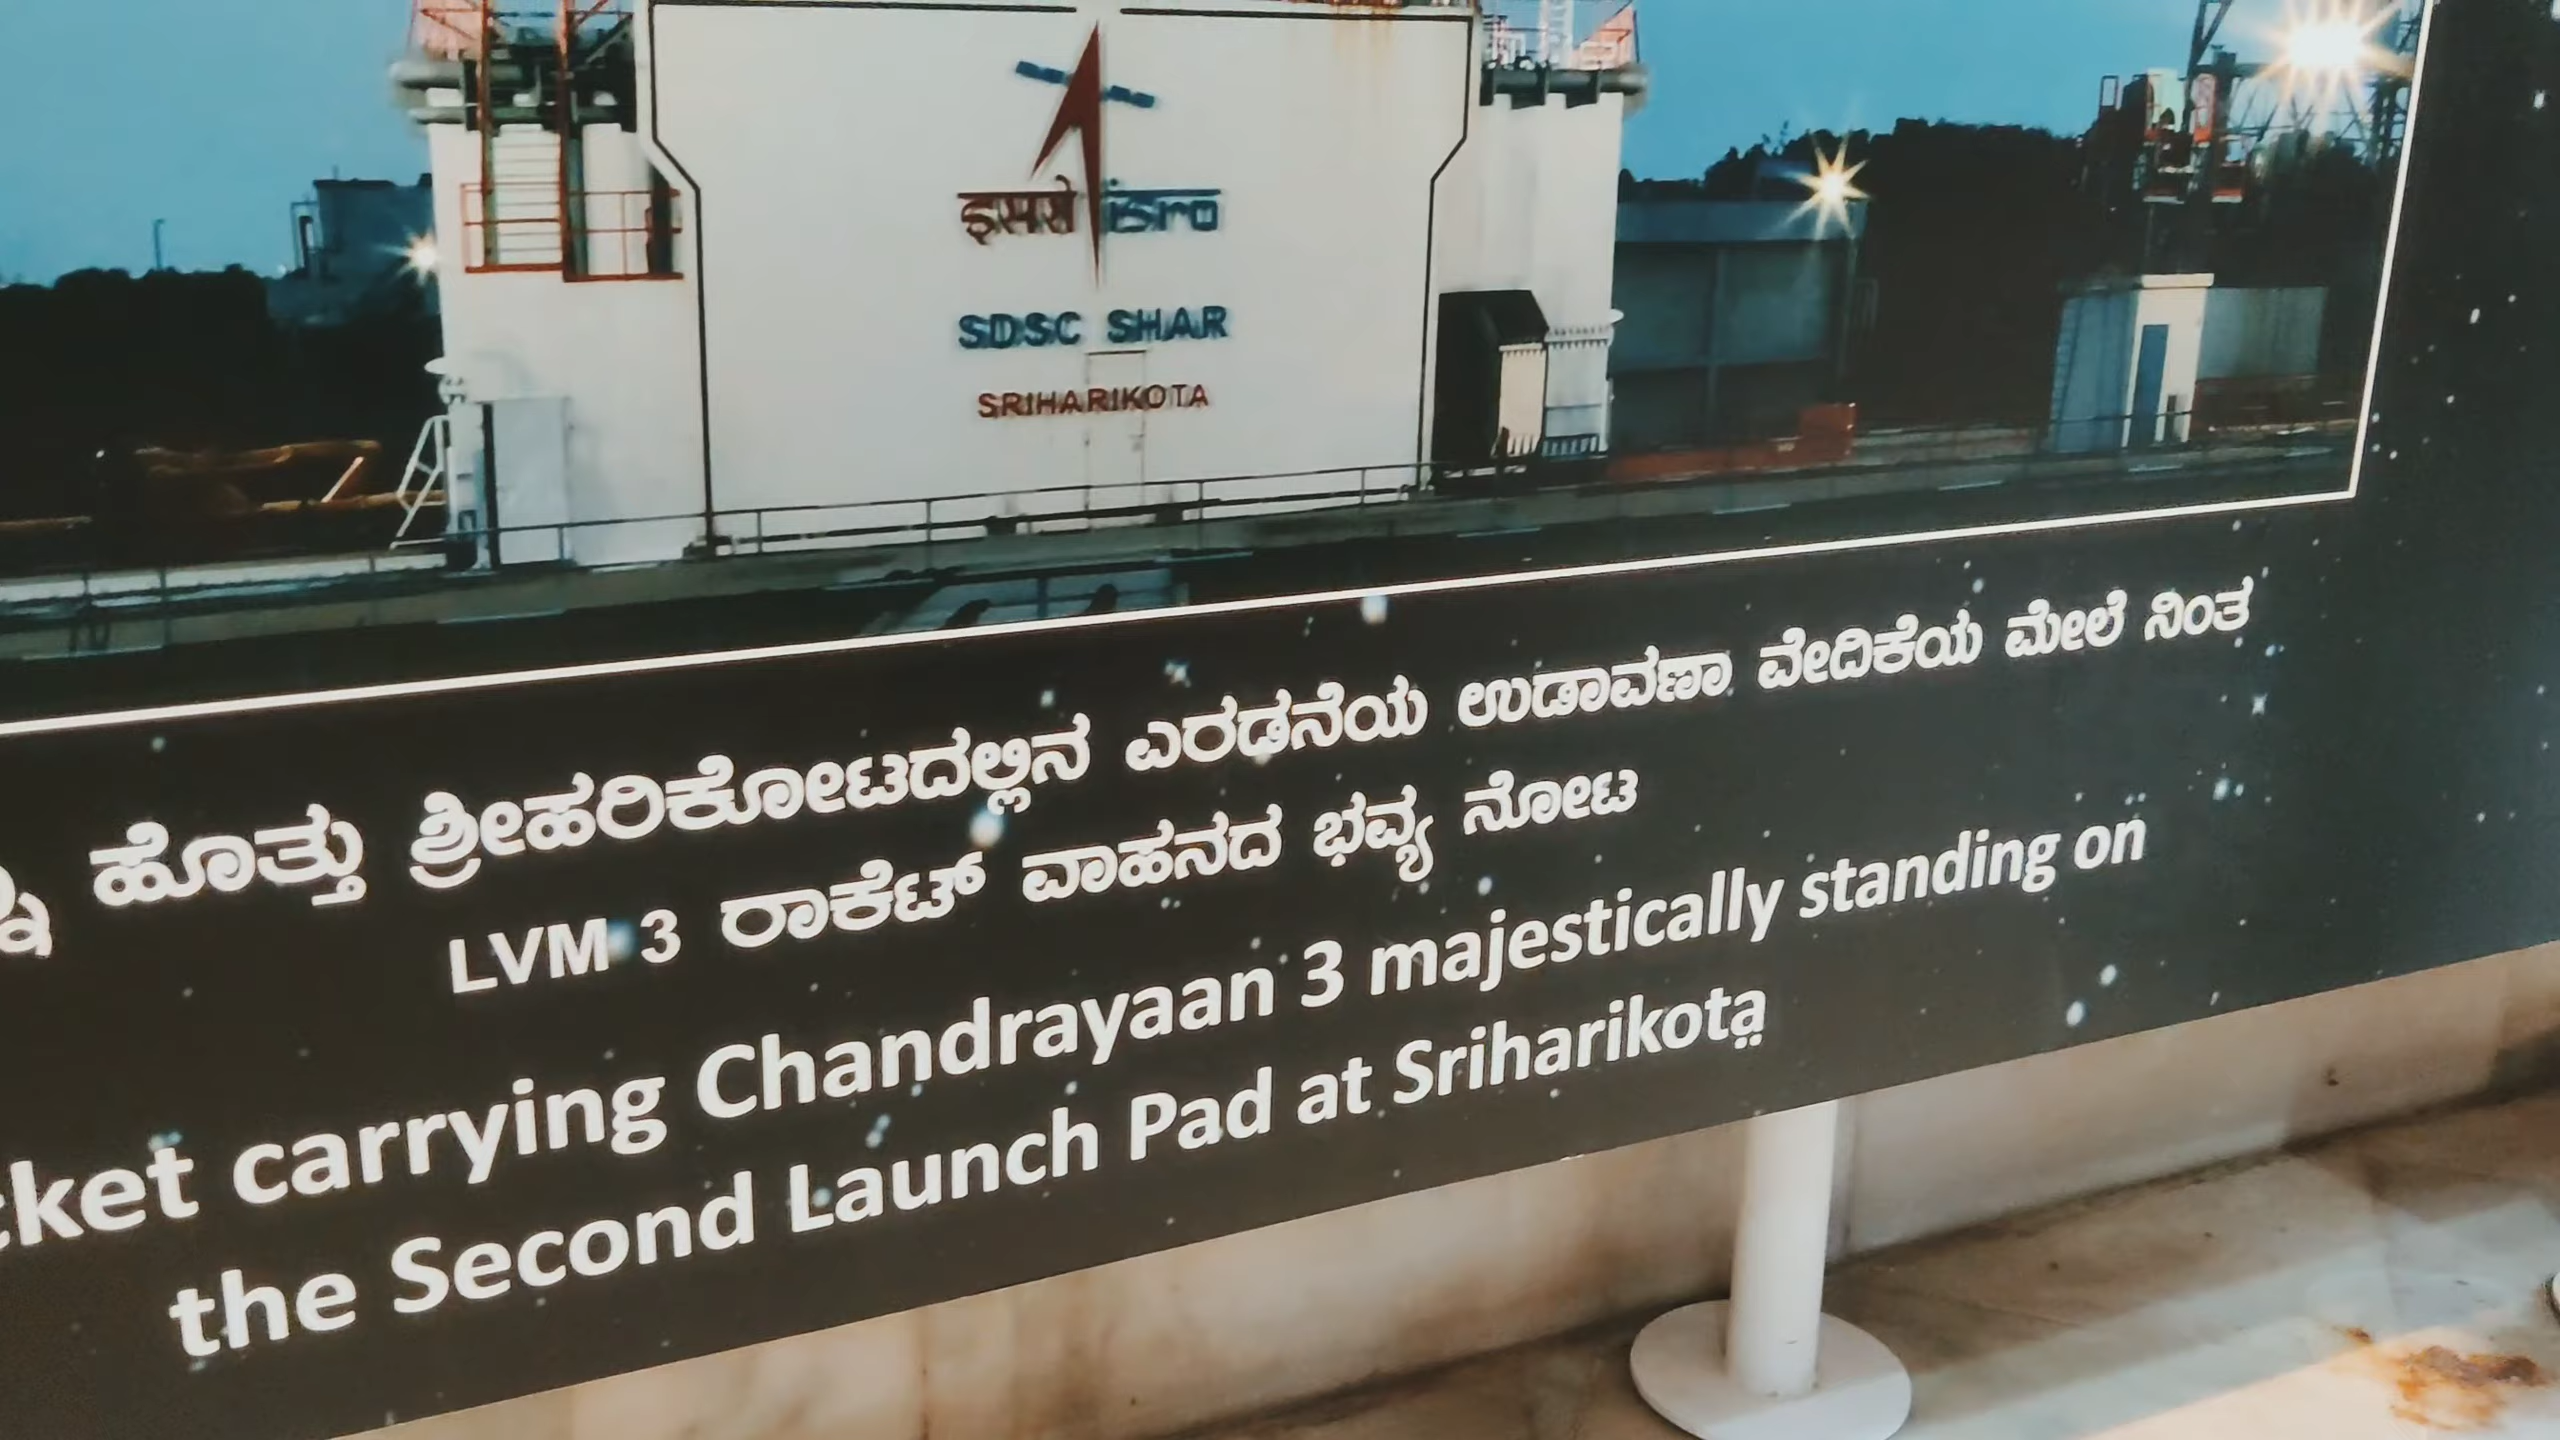 इसरो isro
SDSC SHAR
SRIHARIKOTA
ಹೊತ್ತು ಶ್ರೀಹರಿಕೋಟದಲ್ಲಿನ ಎರಡನೆಯ ಉಡಾವಣಾ ವೇದಿಕೆಯ ಮೇಲೆ ನಿಂತ
LVM 3 ರಾಕೆಟ್ ವಾಹನದ ಭವ್ಯ ನೋಟ
carrying Chandrayaan 3 majestically standing on
the Second Launch Pad at Sriharikota